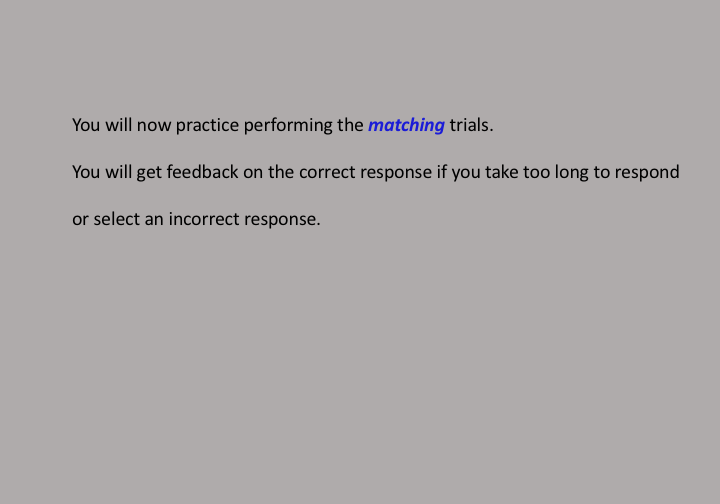 You will now practice performing the matching trials.
You will get feedback on the correct response if you take too long to respond
or select an incorrect response.